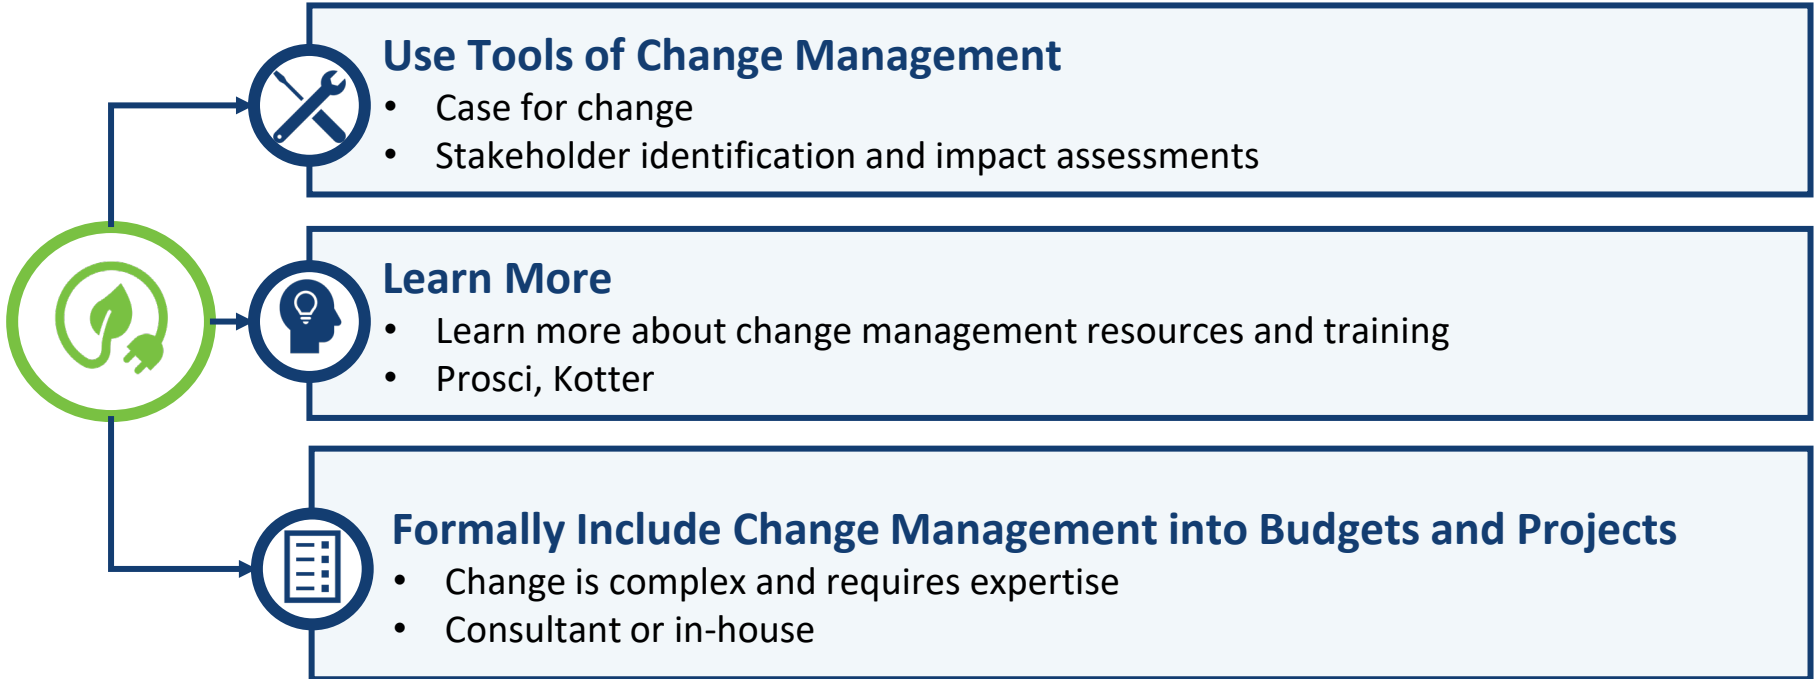 Use Tools of Change Management
• Case for change
• Stakeholder identification and impact assessments
Learn More
• Learn more about change management resources and training
• Prosci, Kotter
Formally Include Change Management into Budgets and Projects
• Change is complex and requires expertise
• Consultant or in-house